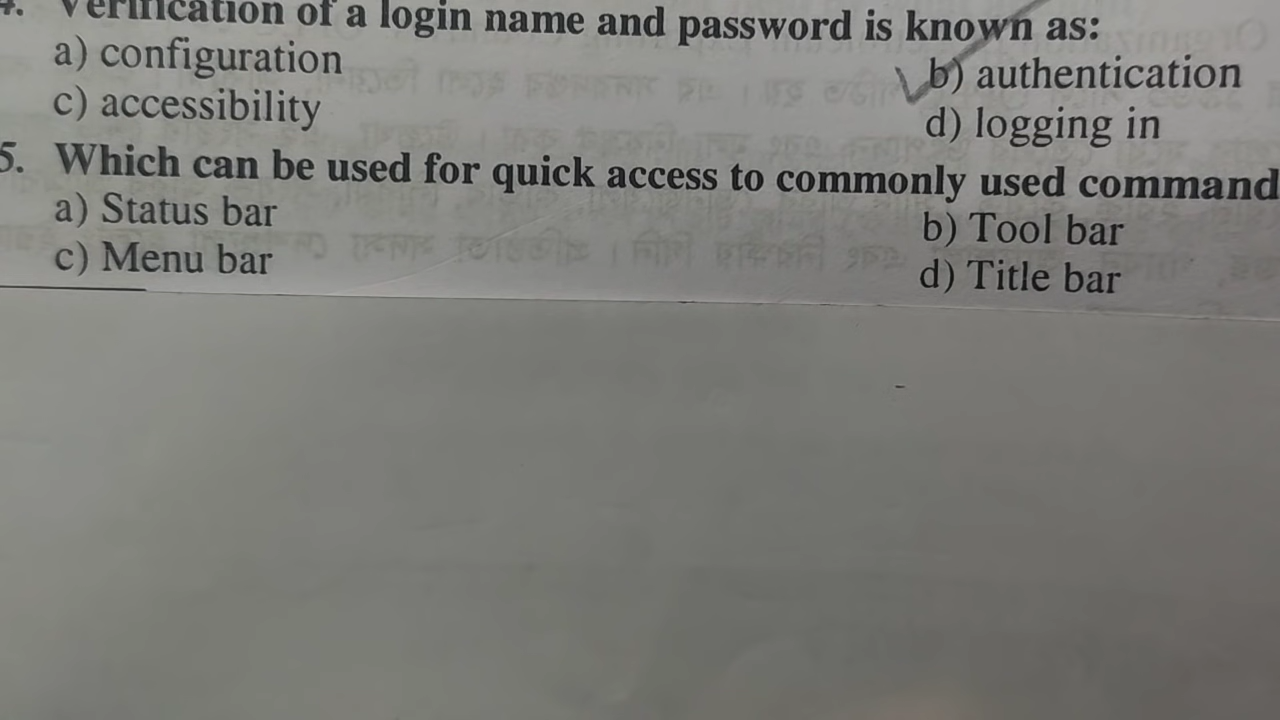 4. Verification of a login name and password is known as:
a) configuration b) authentication
c) accessibility d) logging in
5. Which can be used for quick access to commonly used command
a) Status bar b) Tool bar
c) Menu bar d) Title bar